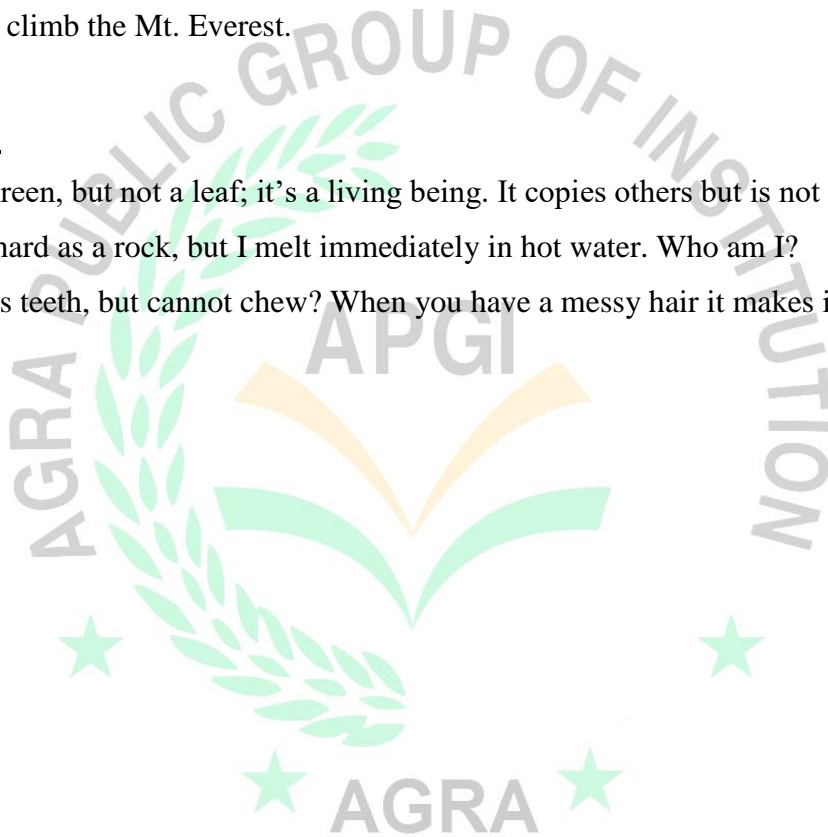 climb the Mt. Everest.
reen, but not a leaf; it's a living being. It copies others but is not
hard as a rock, but I melt immediately in hot water. Who am I?
s teeth, but cannot chew? When you have a messy hair it makes i
AGRA PUBLIC GROUP OF INSTITUTION
APGI
AGRA